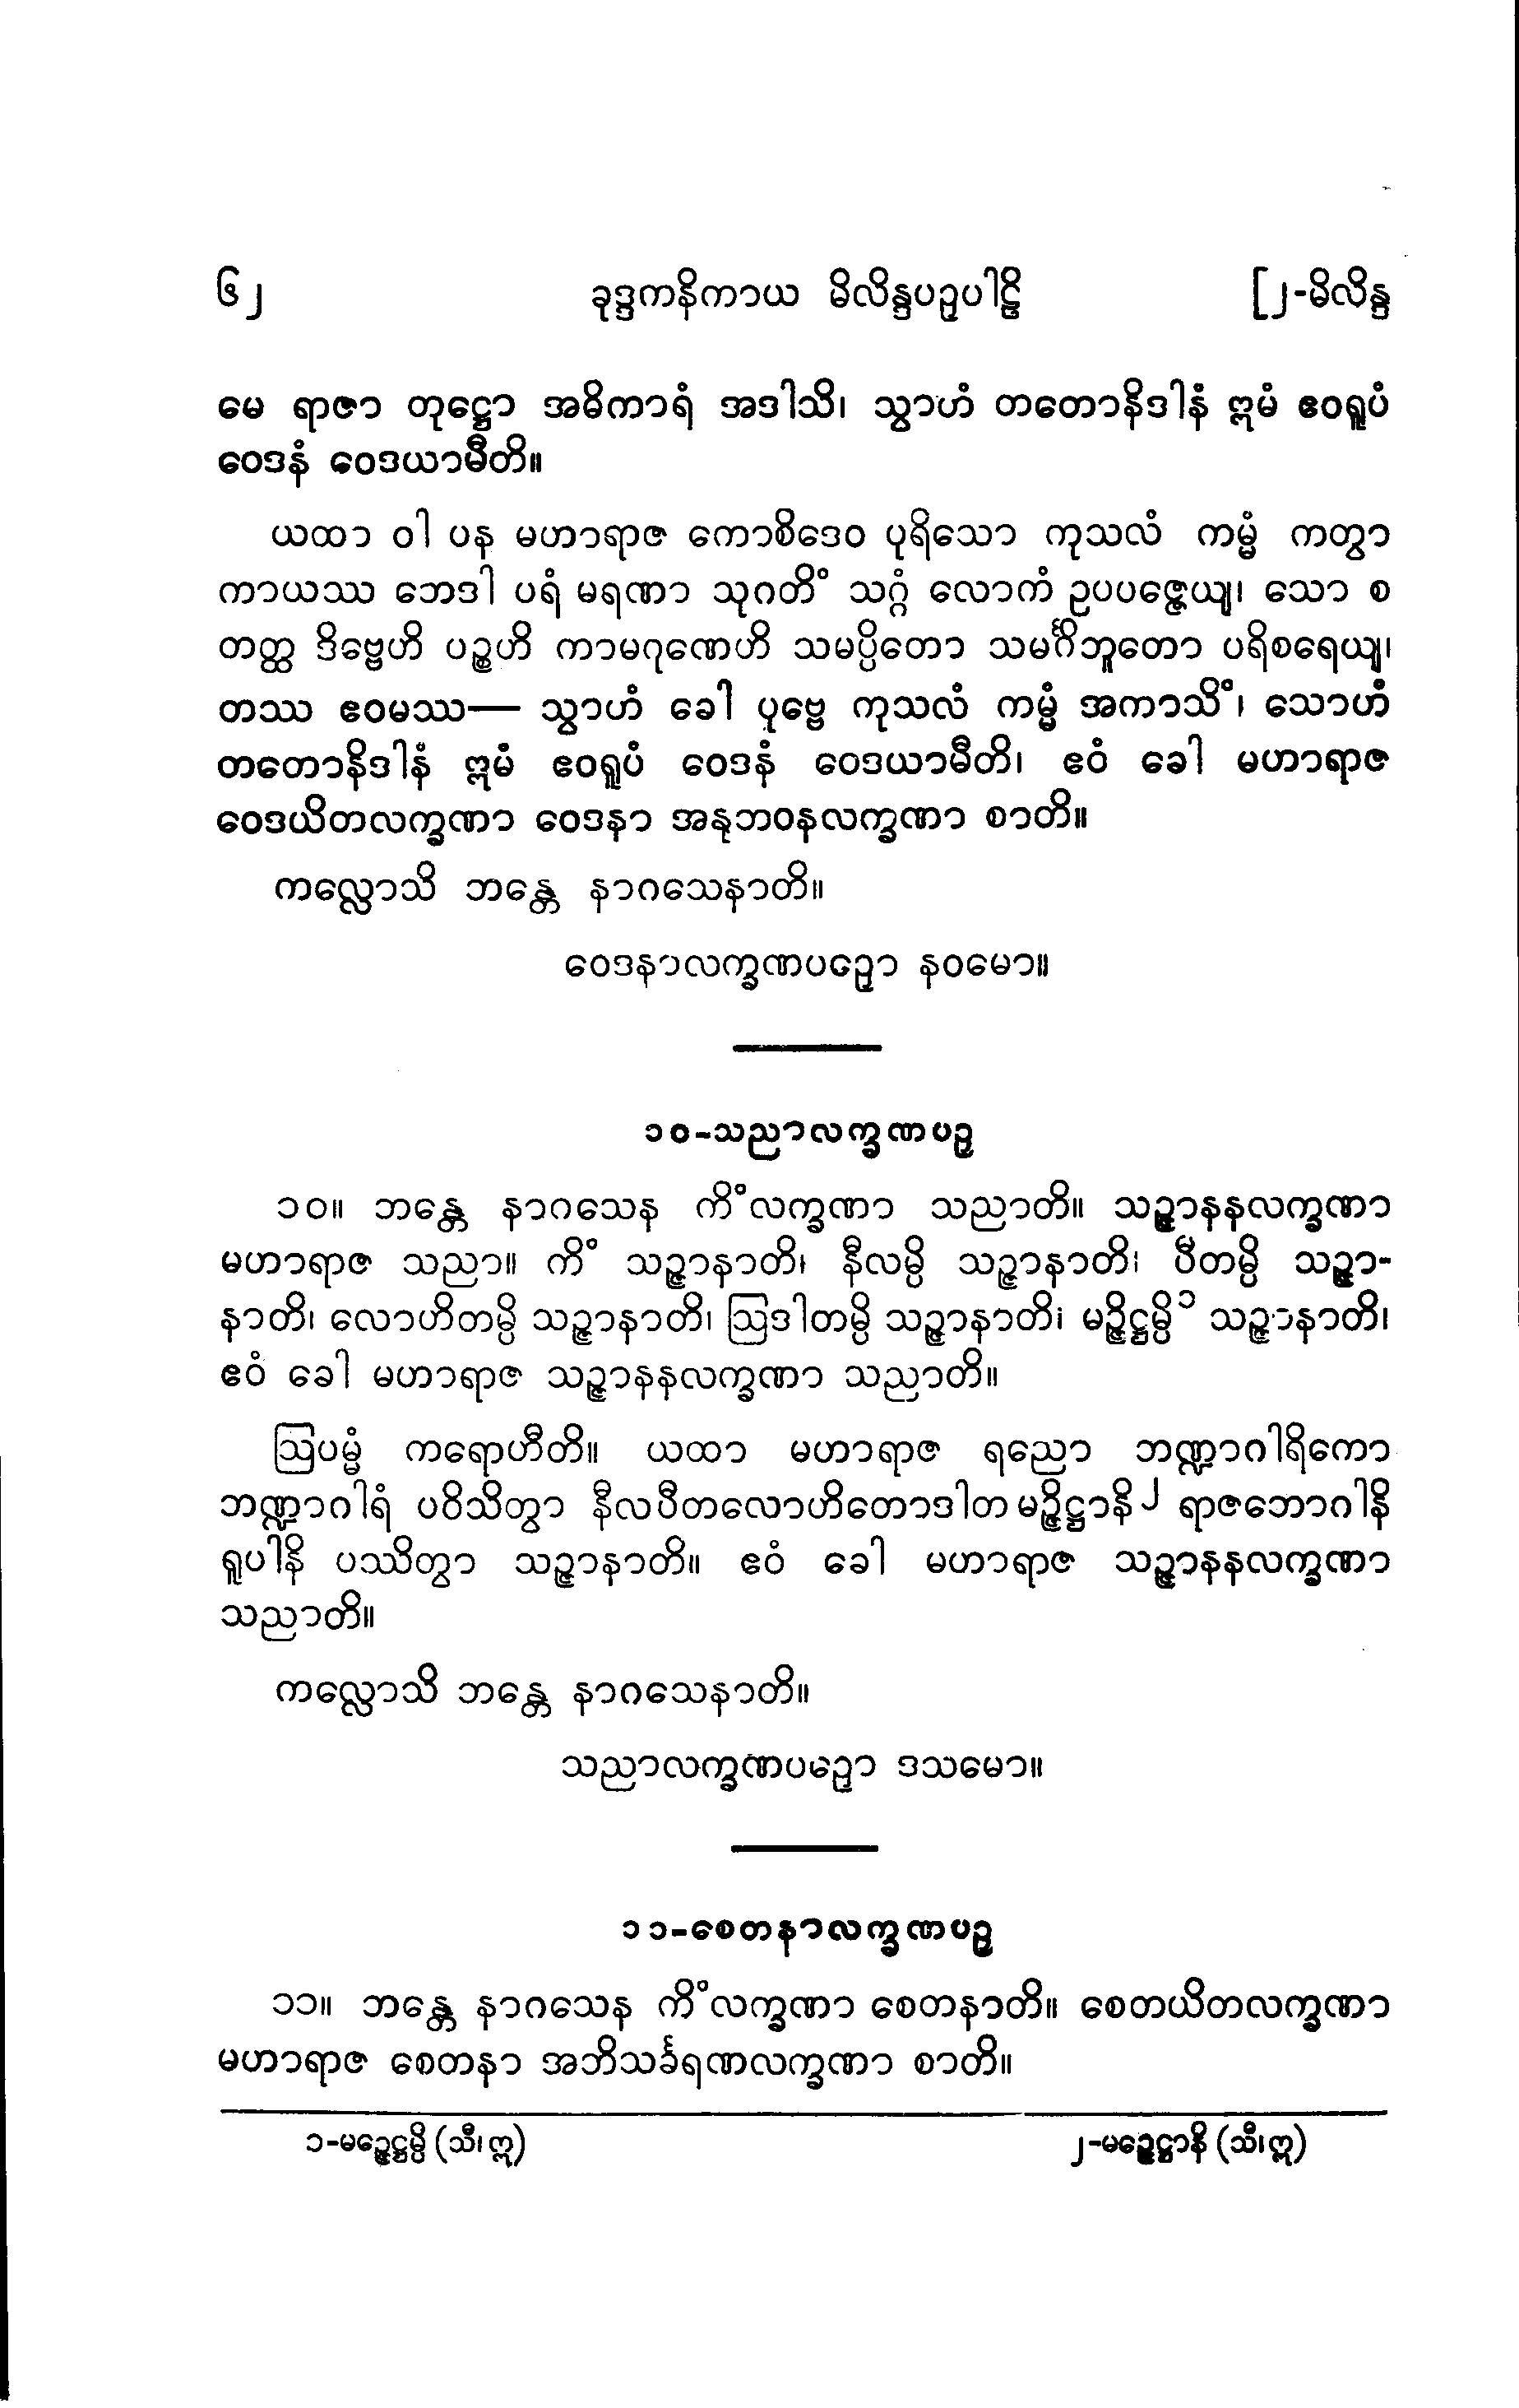 ၆၂ ခုဒ္ဒကနိကာယ မိလိန္ဒပဉှပါဠိ [၂-မိလိန္ဒ
မေ ရာဇာ တုဋ္ဌော အဓိကာရံ အဒါသိ၊ သွာဟံ တတောနိဒါနံ ဣမံ ဧဝရူပံ
ဝေဒနံ ဝေဒယာမီတိ။
ယထာ ဝါ ပန မဟာရာဇ ကောစိဒေဝ ပုရိသော ကုသလံ ကမ္မံ ကတွာ
ကာယဿ ဘေဒါ ပရံ မရဏာ သုဂတိံ သဂ္ဂံ လောကံ ဥပပဇ္ဇေယျ၊ သော စ
တတ္ထ ဒိဗ္ဗေဟိ ပဉ္စဟိ ကာမဂုဏေဟိ သမပ္ပိတော သမင်္ဂီဘူတော ပရိစရေယျ၊
တဿ ဧဝမဿ— သွာဟံ ခေါ ပုဗ္ဗေ ကုသလံ ကမ္မံ အကာသိံ၊ သောဟံ
တတောနိဒါနံ ဣမံ ဧဝရူပံ ဝေဒနံ ဝေဒယာမီတိ၊ ဧဝံ ခေါ မဟာရာဇ
ဝေဒယိတလက္ခဏာ ဝေဒနာ အနုဘဝနလက္ခဏာ စာတိ။
ကလ္လောသိ ဘန္တေ နာဂသေနာတိ။
ဝေဒနာလက္ခဏပဉှော နဝမော။
၁၀-သညာလက္ခဏပဉှ
၁၀။ ဘန္တေ နာဂသေန ကိံလက္ခဏာ သညာတိ။ သဉ္ဇာနနလက္ခဏာ
မဟာရာဇ သညာ။ ကိံ သဉ္ဇာနာတိ၊ နီလမ္ပိ သဉ္ဇာနာတိ၊ ပီတမ္ပိ သဉ္ဇာ-
နာတိ၊ လောဟိတမ္ပိ သဉ္ဇာနာတိ၊ ဩဒါတမ္ပိ သဉ္ဇာနာတိ၊ မဉ္ဇိဋ္ဌမ္ပိ၁ သဉ္ဇာနာတိ၊
ဧဝံ ခေါ မဟာရာဇ သဉ္ဇာနနလက္ခဏာ သညာတိ။
ဩပမ္မံ ကရောဟီတိ။ ယထာ မဟာရာဇ ရညော ဘဏ္ဍာဂါရိကော
ဘဏ္ဍာဂါရံ ပဝိသိတွာ နီလပီတလောဟိတောဒါတမဉ္ဇိဋ္ဌာနိ၂ ရာဇဘောဂါနိ
ရူပါနိ ပဿိတွာ သဉ္ဇာနာတိ။ ဧဝံ ခေါ မဟာရာဇ သဉ္ဇာနနလက္ခဏာ
သညာတိ။
ကလ္လောသိ ဘန္တေ နာဂသေနာတိ။
သညာလက္ခဏပဉှော ဒသမော။
၁၁-စေတနာလက္ခဏပဉှ
၁၁။ ဘန္တေ နာဂသေန ကိံလက္ခဏာ စေတနာတိ။ စေတယိတလက္ခဏာ
မဟာရာဇ စေတနာ အဘိသင်္ခရဏလက္ခဏာ စာတိ။
၁-မဉ္ဇေဋ္ဌမ္ပိ (သီ၊ဣ) ၂-မဉ္ဇေဋ္ဌာနိ (သီ၊ဣ)